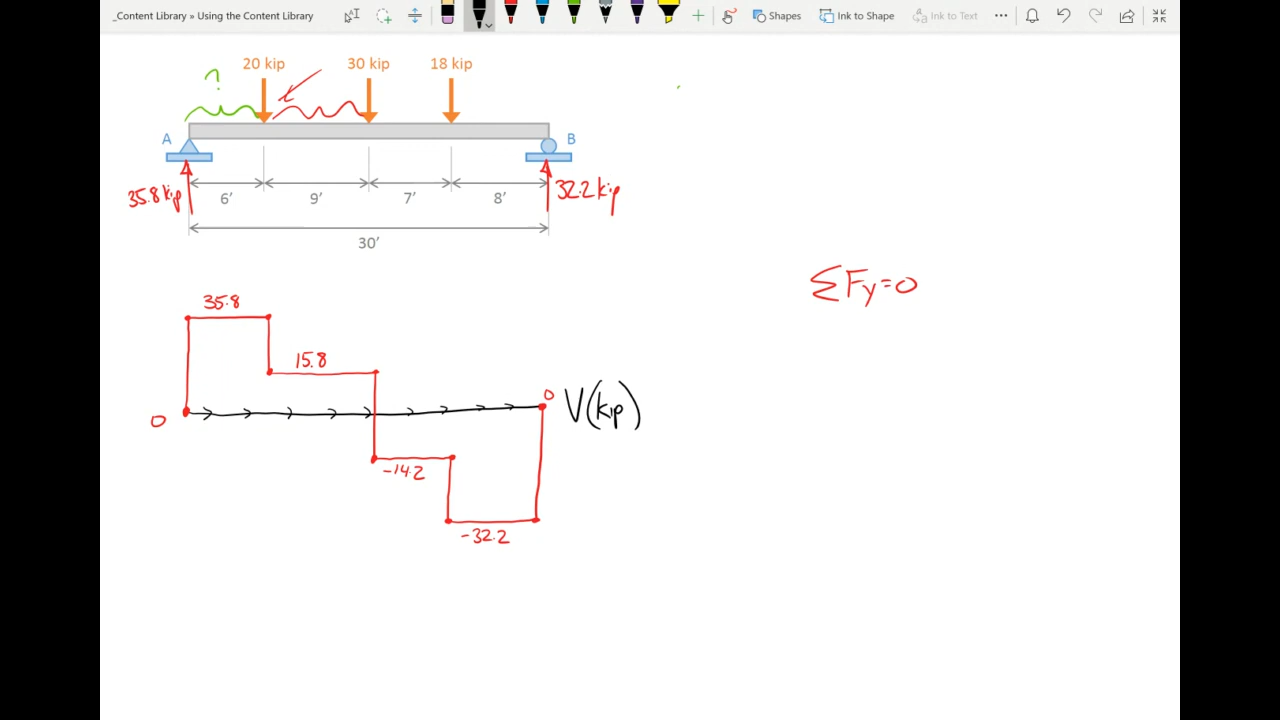 _Content Library » Using the Content Library
Shapes
Ink to Shape
Ink to Text
?
20 kip
30 kip
18 kip
A
B
35.8 kip
6'
9'
7'
8'
32.2 kip
30'
ΣFy=0
35.8
15.8
0
0
V(kip)
-14.2
-32.2